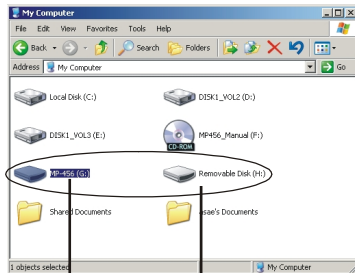 My Computer
File Edit View Favorites Tools Help
Back Search Folders
Address My Computer Go
Local Disk (C:) DISK1_VOL2 (D:)
DISK1_VOL3 (E:) MP456_Manual (F:)
CD-ROM
MP-456 (G:) Removable Disk (H:)
Shared Documents asae's Documents
1 objects selected My Computer